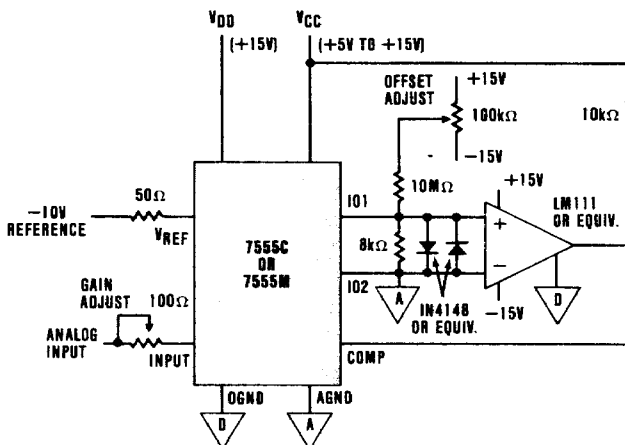 VDD
(+15V)
VCC
(+5V TO +15V)
OFFSET
ADJUST
+15V
100kΩ
10kΩ
-15V
10MΩ
50Ω
-10V
REFERENCE
VREF
IO1
+15V
LM111
OR EQUIV.
7555C
OR
7555M
8kΩ
+
-
IO2
A
D
GAIN
ADJUST
100Ω
IN4148
OR EQUIV.
-15V
ANALOG
INPUT
INPUT
COMP
DGND
AGND
D
A